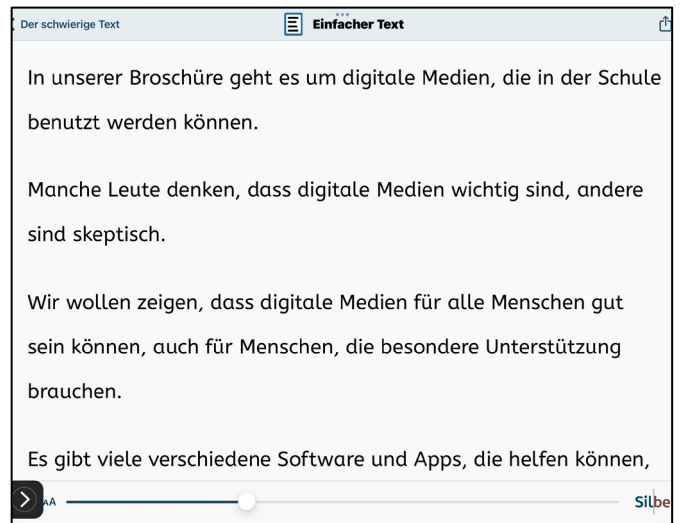 Der schwierige Text
Einfacher Text
In unserer Broschüre geht es um digitale Medien, die in der Schule
benutzt werden können.
Manche Leute denken, dass digitale Medien wichtig sind, andere
sind skeptisch.
Wir wollen zeigen, dass digitale Medien für alle Menschen gut
sein können, auch für Menschen, die besondere Unterstützung
brauchen.
Es gibt viele verschiedene Software und Apps, die helfen können,
AA
Silbe